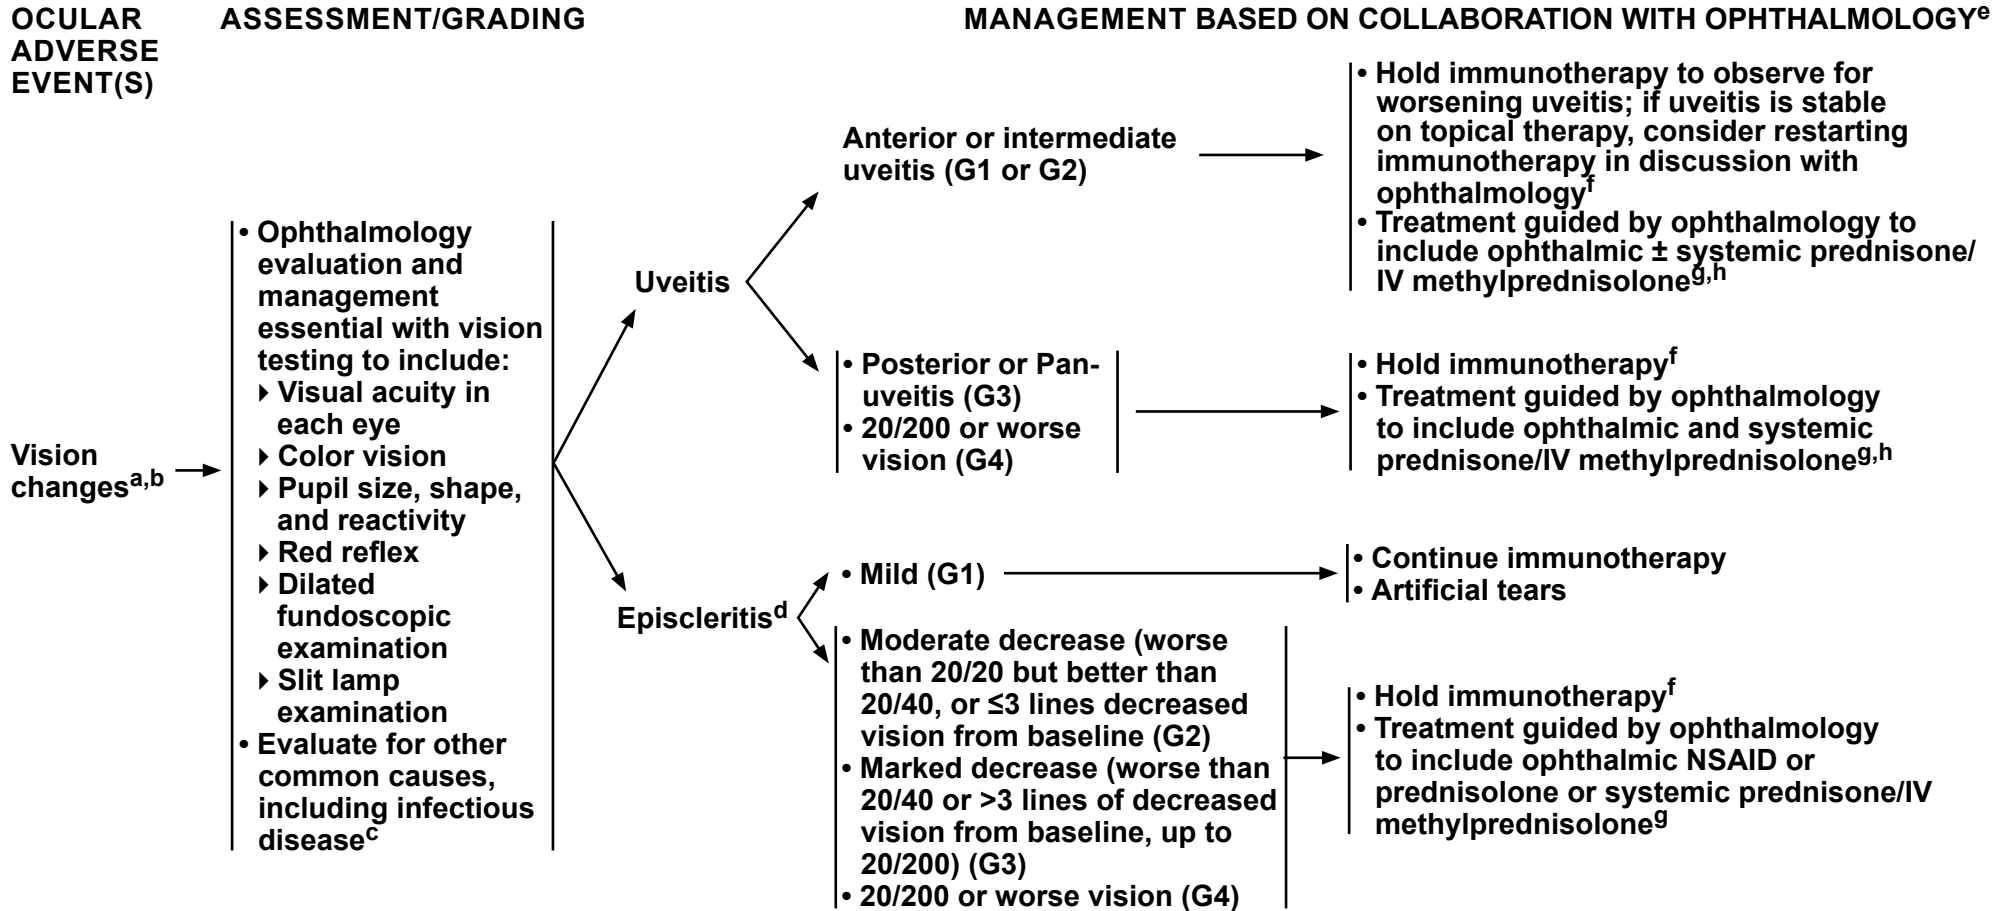 OCULAR
ADVERSE
EVENT(S)
ASSESSMENT/GRADING
MANAGEMENT BASED ON COLLABORATION WITH OPHTHALMOLOGYe
Vision
changesa,b
• Ophthalmology
evaluation and
management
essential with vision
testing to include:
▸ Visual acuity in
each eye
▸ Color vision
▸ Pupil size, shape,
and reactivity
▸ Red reflex
▸ Dilated
fundoscopic
examination
▸ Slit lamp
examination
• Evaluate for other
common causes,
including infectious
diseasec
Uveitis
Anterior or intermediate
uveitis (G1 or G2)
• Hold immunotherapy to observe for
worsening uveitis; if uveitis is stable
on topical therapy, consider restarting
immunotherapy in discussion with
ophthalmologyf
• Treatment guided by ophthalmology to
include ophthalmic ± systemic prednisone/
IV methylprednisoloneg,h
• Posterior or Pan-
uveitis (G3)
• 20/200 or worse
vision (G4)
• Hold immunotherapyf
• Treatment guided by ophthalmology
to include ophthalmic and systemic
prednisone/IV methylprednisoloneg,h
Episcleritisd
• Mild (G1)
• Continue immunotherapy
• Artificial tears
• Moderate decrease (worse
than 20/20 but better than
20/40, or ≤3 lines decreased
vision from baseline (G2)
• Marked decrease (worse than
20/40 or >3 lines of decreased
vision from baseline, up to
20/200) (G3)
• 20/200 or worse vision (G4)
• Hold immunotherapyf
• Treatment guided by ophthalmology
to include ophthalmic NSAID or
prednisolone or systemic prednisone/IV
methylprednisoloneg